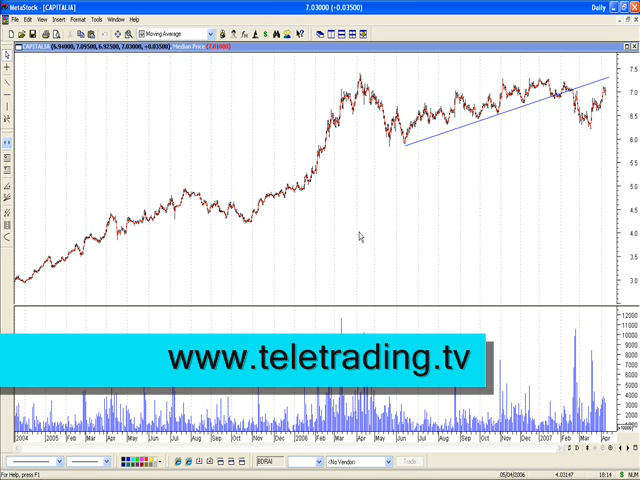 MetaStock - [CAPITALIA]
7.03000 (+0.03500)
Daily
File Edit View Insert Format Tools Window Help
Moving Average
CAPITALIA (6.94000, 7.09500, 6.92500, 7.03000, +0.03500) Median Price (7.01000)
7.5
7.0
6.5
6.0
5.5
5.0
4.5
4.0
3.5
3.0
12000
11000
10000
9000
8000
7000
6000
5000
4000
3000
2000
1000
www.teletrading.tv
2004 2005 Feb Mar Apr May Jun Jul Aug Sep Oct Nov Dec 2006 Mar Apr May Jun Jul Aug Sep Oct Nov Dec 2007 Feb Mar Apr
BDRAI
<No Vendor>
Trade
For Help, press F1
05/04/2006
4.03147
18:14
NUM